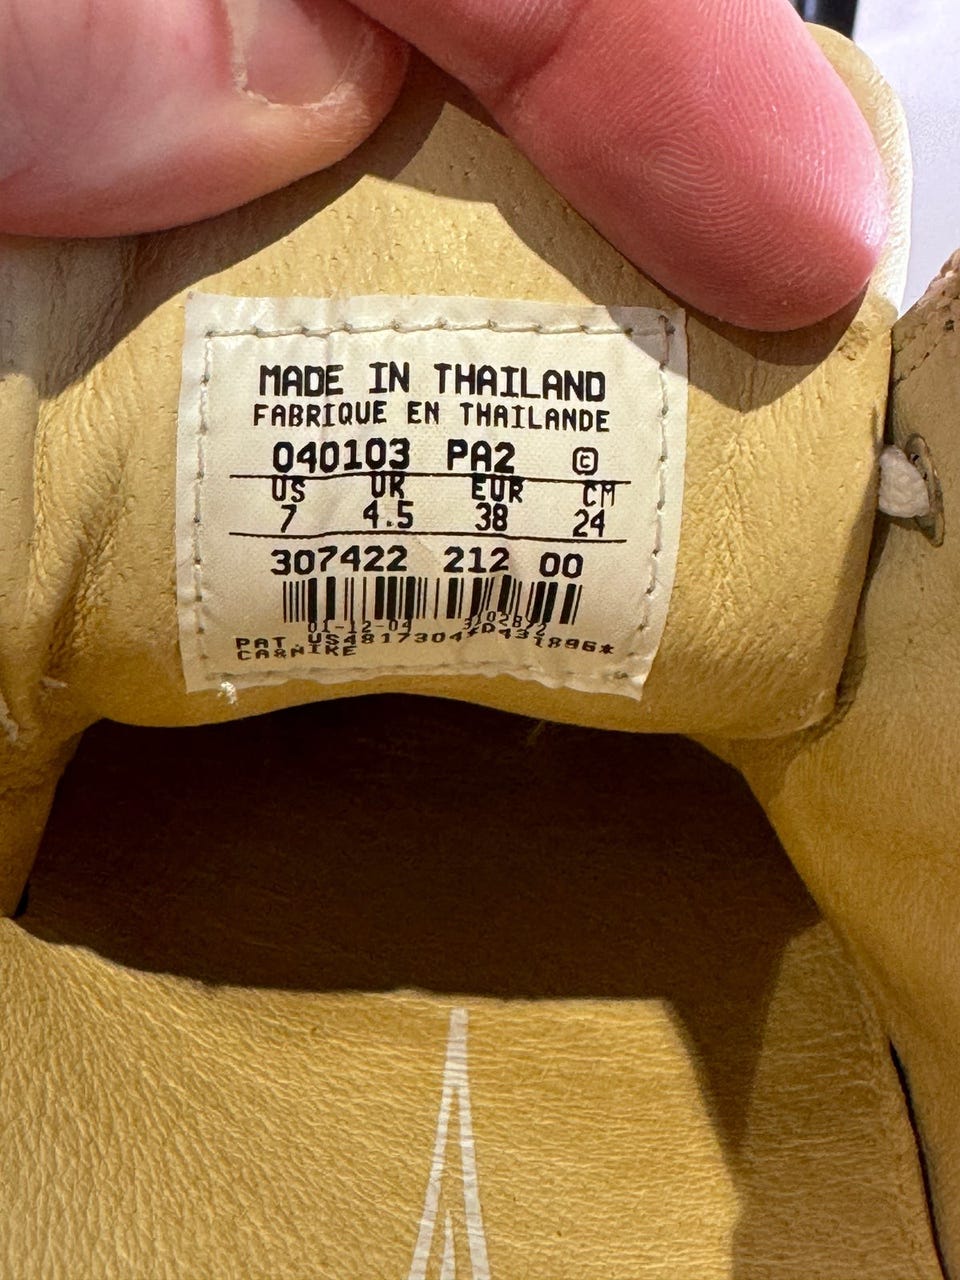 MADE IN THAILAND
FABRIQUE EN THAILANDE
040103 PA2 ©
US UK EUR CM
7 4.5 38 24
307422 212 00
01-12-04
PAT. US4817304*D431896*
CA&NIKE